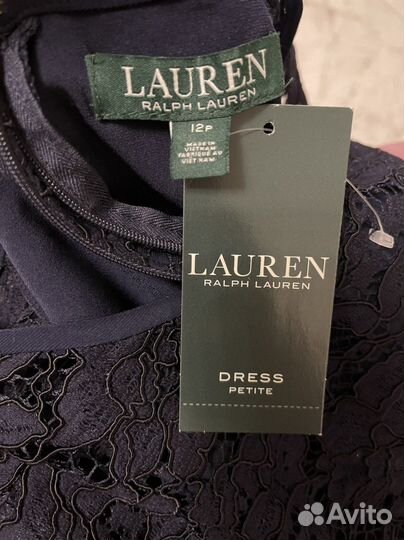 LAUREN
RALPH LAUREN
12P
MADE IN
VIETNAM
FABRIQUÉ AU
VIET NAM
LAUREN
RALPH LAUREN
DRESS
PETITE
Avito